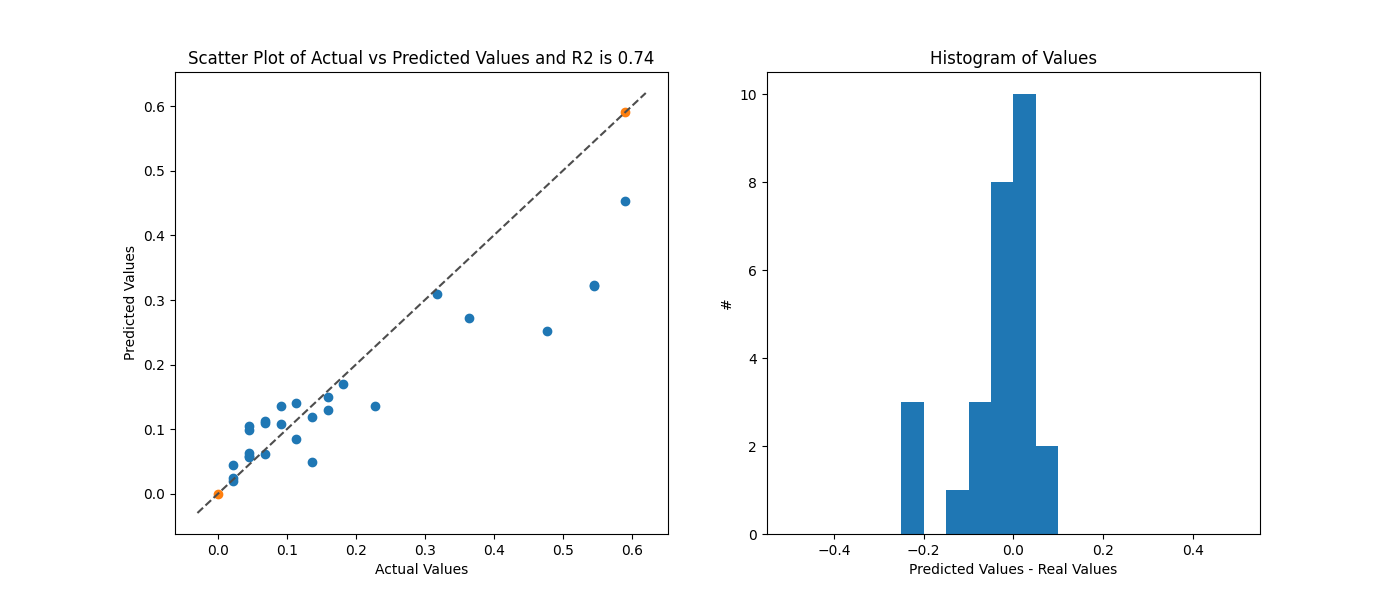 Scatter Plot of Actual vs Predicted Values and R2 is 0.74
0.6
0.5
0.4
0.3
0.2
0.1
0.0
Predicted Values
0.0 0.1 0.2 0.3 0.4 0.5 0.6
Actual Values
Histogram of Values
10
8
6
4
2
0
#
−0.4 −0.2 0.0 0.2 0.4
Predicted Values - Real Values